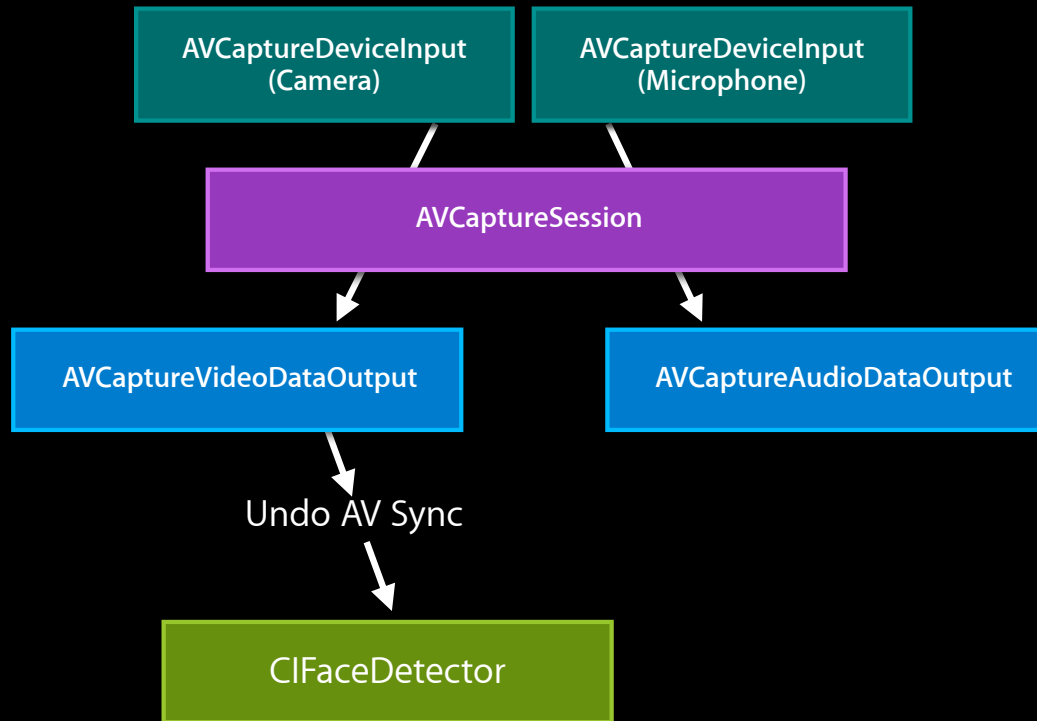 AVCaptureDeviceInput
(Camera)
AVCaptureDeviceInput
(Microphone)
AVCaptureSession
AVCaptureVideoDataOutput
AVCaptureAudioDataOutput
Undo AV Sync
CIFaceDetector